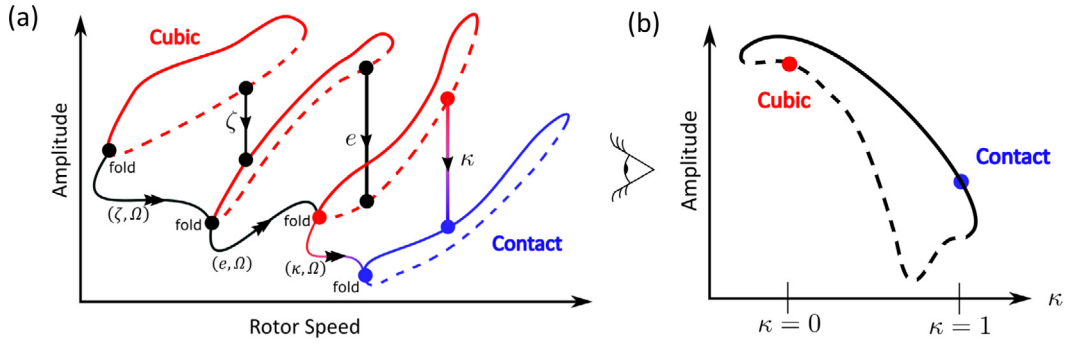 (a)
Cubic
Amplitude
ζ
e
κ
fold
(ζ, Ω)
fold
(e, Ω)
fold
(κ, Ω)
fold
Contact
Rotor Speed
(b)
Amplitude
Cubic
Contact
κ
κ = 0
κ = 1